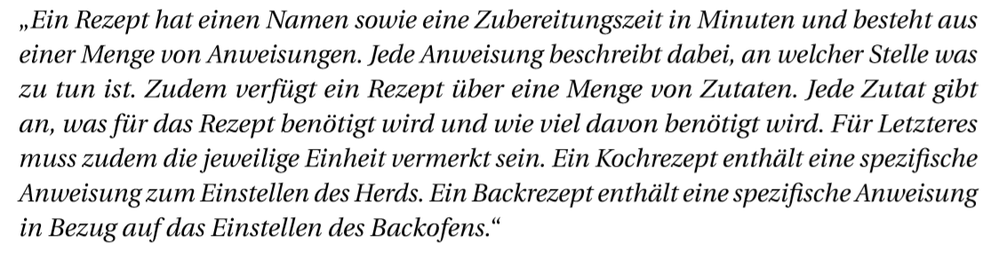 „Ein Rezept hat einen Namen sowie eine Zubereitungszeit in Minuten und besteht aus
einer Menge von Anweisungen. Jede Anweisung beschreibt dabei, an welcher Stelle was
zu tun ist. Zudem verfügt ein Rezept über eine Menge von Zutaten. Jede Zutat gibt
an, was für das Rezept benötigt wird und wie viel davon benötigt wird. Für Letzteres
muss zudem die jeweilige Einheit vermerkt sein. Ein Kochrezept enthält eine spezifische
Anweisung zum Einstellen des Herds. Ein Backrezept enthält eine spezifische Anweisung
in Bezug auf das Einstellen des Backofens.“